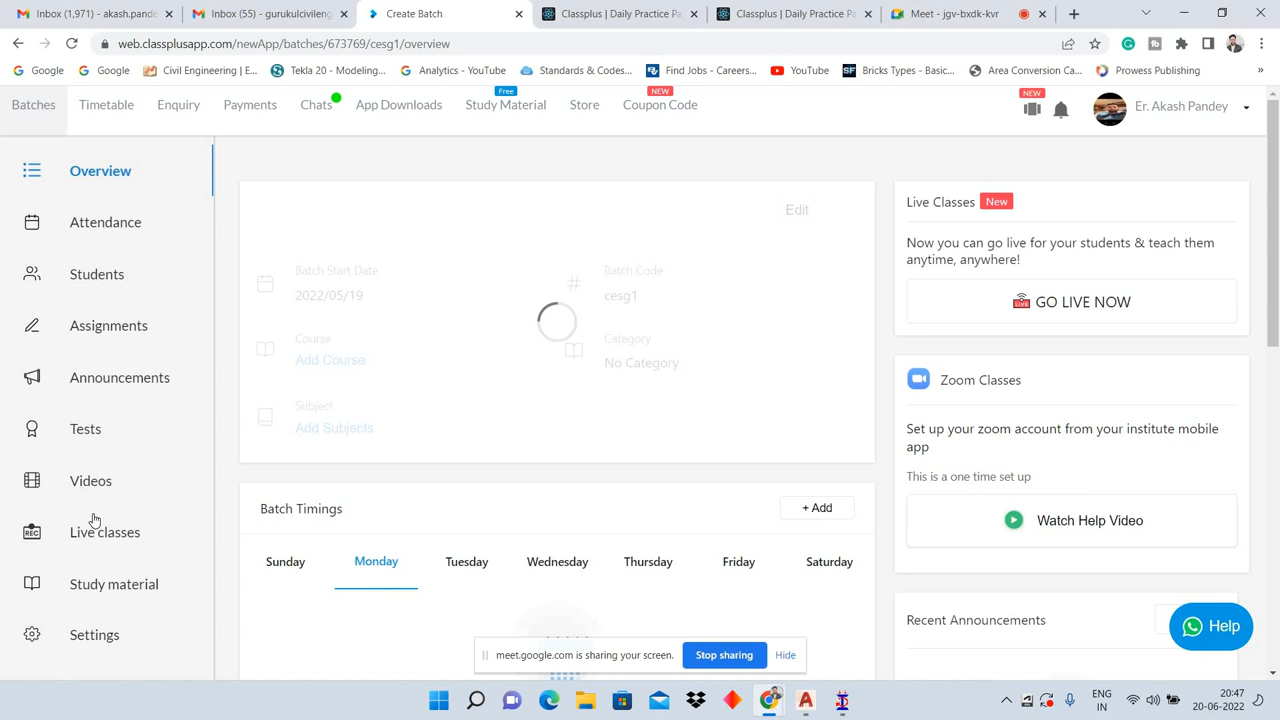 Inbox (1,971) - akash.pande
Inbox (55) - gurukulcivileng
Create Batch
Classplus | Daily Practice Pa
Classplus | Daily Practice Pa
Meet - jgv-bxdk-kvr
web.classplusapp.com/newApp/batches/673769/cesg1/overview
Google
Google
Civil Engineering | E...
Tekla 20 - Modeling...
Analytics - YouTube
Standards & Codes...
Find Jobs - Careers...
YouTube
SF
Bricks Types - Basic...
Area Conversion Ca...
Prowess Publishing
»
Batches
Timetable
Enquiry
Payments
Chats
App Downloads
Free
Study Material
Store
NEW
Coupon Code
NEW
Er. Akash Pandey
Overview
Attendance
Students
Assignments
Announcements
Tests
Videos
REC
Live classes
Study material
Settings
Edit
Batch Start Date
2022/05/19
Batch Code
cesg1
Course
Add Course
Category
No Category
Subject
Add Subjects
Batch Timings
+ Add
Sunday
Monday
Tuesday
Wednesday
Thursday
Friday
Saturday
Live Classes New
Now you can go live for your students & teach them
anytime, anywhere!
LIVE GO LIVE NOW
Zoom Classes
Set up your zoom account from your institute mobile
app
This is a one time set up
Watch Help Video
Recent Announcements
Help
meet.google.com is sharing your screen.
Stop sharing
Hide
ENG
IN
20:47
20-06-2022